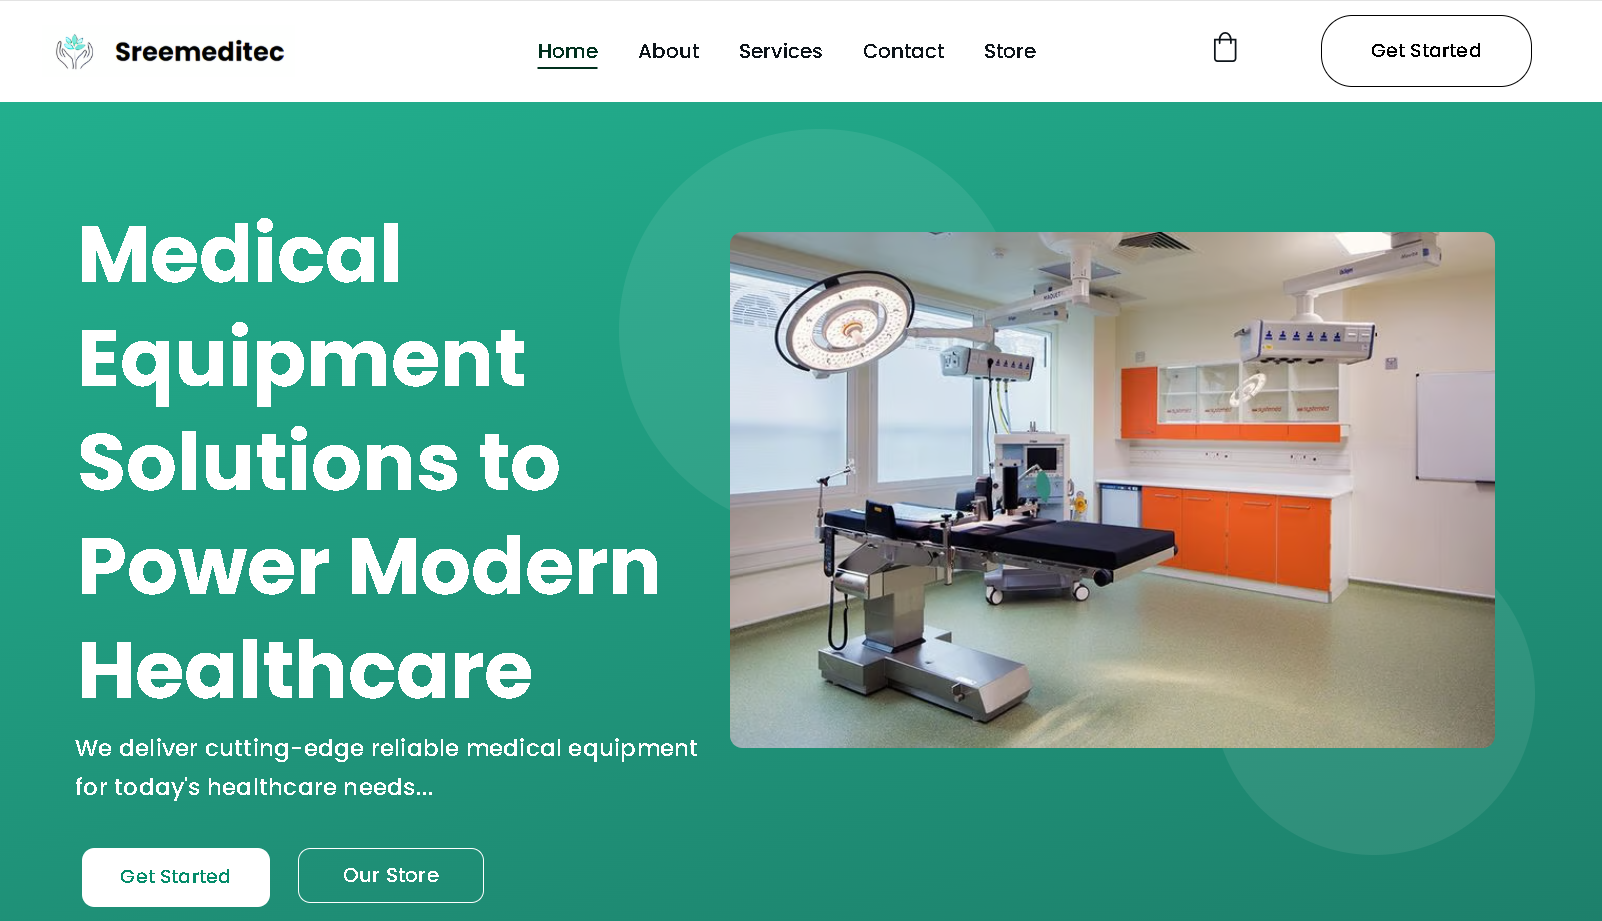 Sreemeditec
Home About Services Contact Store
Get Started
Medical
Equipment
Solutions to
Power Modern
Healthcare
We deliver cutting-edge reliable medical equipment
for today's healthcare needs...
Get Started
Our Store
MAQUET